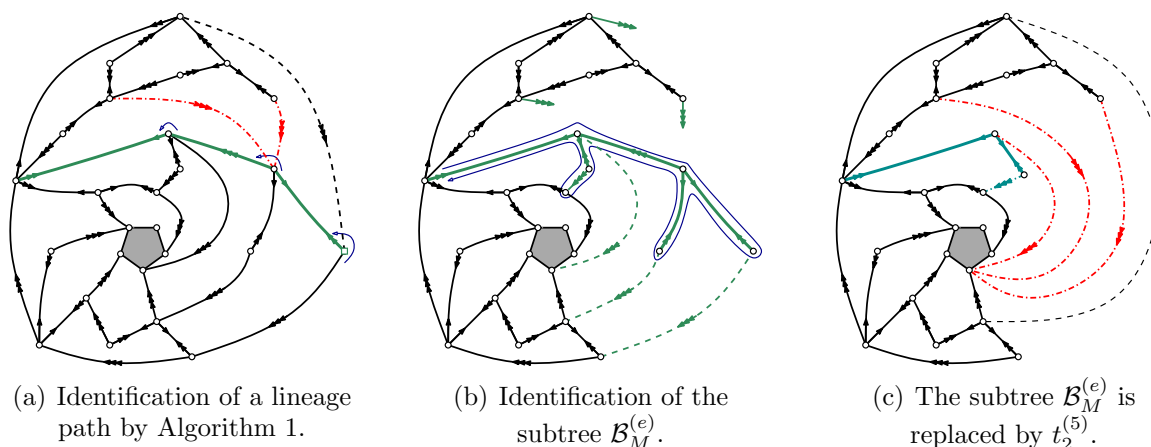 (a) Identification of a lineage
path by Algorithm 1.
(b) Identification of the
subtree $\mathcal{B}_M^{(e)}$.
(c) The subtree $\mathcal{B}_M^{(e)}$ is
replaced by $t_2^{(5)}$.